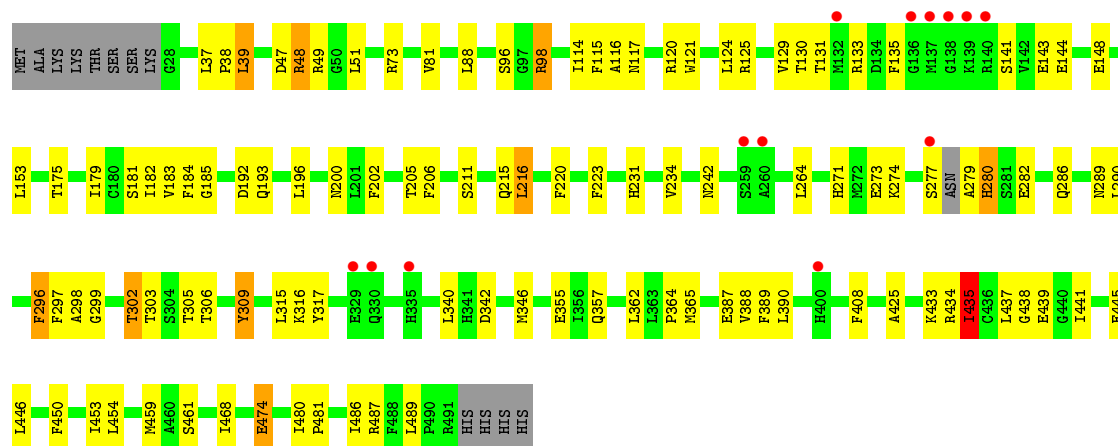 MET ALA LYS LYS THR SER SER LYS G28 L37 P38 L39 D47 R48 R49 G50 L51 R73 V81 L88 S96 G97 R98 I114 F115 A116 N117 R120 W121 L124 R125 V129 T130 T131 M132 R133 D134 F135 G136 M137 G138 K139 R140 S141 V142 E143 E144 E148
L153 T175 I179 C180 S181 I182 V183 F184 G185 D192 Q193 L196 N200 L201 F202 T205 F206 S211 Q215 L216 F220 F223 H231 V234 N242 S259 A260 L264 H271 M272 E273 K274 S277 ASN A279 H280 S281 E282 Q286 N289 L290
F296 F297 A298 G299 T302 T303 S304 T305 T306 Y309 L315 K316 Y317 E329 Q330 H335 L340 H341 D342 M346 E355 I356 Q357 L362 L363 P364 M365 E387 V388 F389 L390 H400 F408 A425 K433 R434 I435 C436 L437 G438 E439 G440 I441 E445
L446 F450 I453 L454 M459 A460 S461 I468 E474 I480 P481 I486 R487 F488 L489 P490 R491 HIS HIS HIS HIS